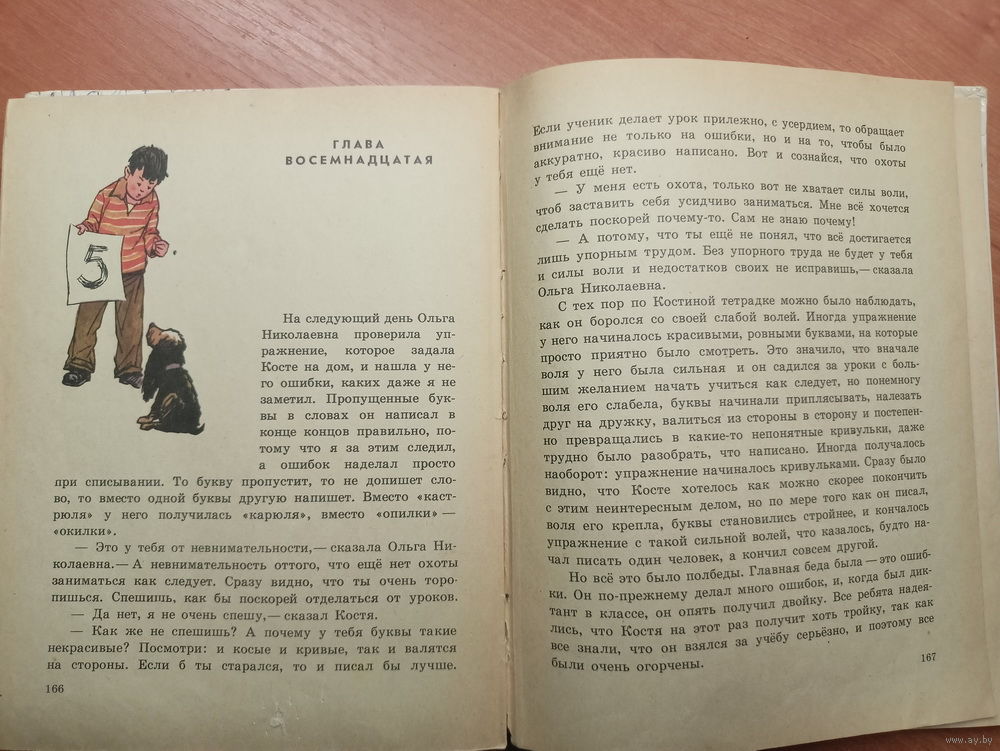 ГЛАВА
ВОСЕМНАДЦАТАЯ
5
На следующий день Ольга
Николаевна проверила уп-
ражнение, которое задала
Косте на дом, и нашла у не-
го ошибки, каких даже я не
заметил. Пропущенные бук-
вы в словах он написал в
конце концов правильно, по-
тому что я за этим следил,
а ошибок наделал просто
при списывании. То букву пропустит, то не допишет сло-
во, то вместо одной буквы другую напишет. Вместо «каст-
рюля» у него получилась «карюля», вместо «опилки» —
«окилки».
— Это у тебя от невнимательности,— сказала Ольга Ни-
колаевна.— А невнимательность оттого, что ещё нет охоты
заниматься как следует. Сразу видно, что ты очень торо-
пишься. Спешишь, как бы поскорей отделаться от уроков.
— Да нет, я не очень спешу,— сказал Костя.
— Как же не спешишь? А почему у тебя буквы такие
некрасивые? Посмотри: и косые и кривые, так и валятся
на стороны. Если б ты старался, то и писал бы лучше.
166
Если ученик делает урок прилежно, с усердием, то обращает
внимание не только на ошибки, но и на то, чтобы было
аккуратно, красиво написано. Вот и сознайся, что охоты
у тебя ещё нет.
— У меня есть охота, только вот не хватает силы воли,
чтоб заставить себя усидчиво заниматься. Мне всё хочется
сделать поскорей почему-то. Сам не знаю почему!
— А потому, что ты ещё не понял, что всё достигается
лишь упорным трудом. Без упорного труда не будет у тебя
и силы воли и недостатков своих не исправишь,— сказала
Ольга Николаевна.
С тех пор по Костиной тетрадке можно было наблюдать,
как он боролся со своей слабой волей. Иногда упражнение
у него начиналось красивыми, ровными буквами, на которые
просто приятно было смотреть. Это значило, что вначале
воля у него была сильная и он садился за уроки с боль-
шим желанием начать учиться как следует, но понемногу
воля его слабела, буквы начинали приплясывать, налезать
друг на дружку, валиться из стороны в сторону и постепен-
но превращались в какие-то непонятные кривульки, даже
трудно было разобрать, что написано. Иногда получалось
наоборот: упражнение начиналось кривульками. Сразу было
видно, что Косте хотелось как можно скорее покончить
с этим неинтересным делом, но по мере того как он писал,
воля его крепла, буквы становились стройнее, и кончалось
упражнение с такой сильной волей, что казалось, будто на-
чал писать один человек, а кончил совсем другой.
Но всё это было полбеды. Главная беда была — это ошиб-
ки. Он по-прежнему делал много ошибок, и, когда был дик-
тант в классе, он опять получил двойку. Все ребята надея-
лись, что Костя на этот раз получит хоть тройку, так как
все знали, что он взялся за учёбу серьёзно, и поэтому все
были очень огорчены.
167
www.ay.by